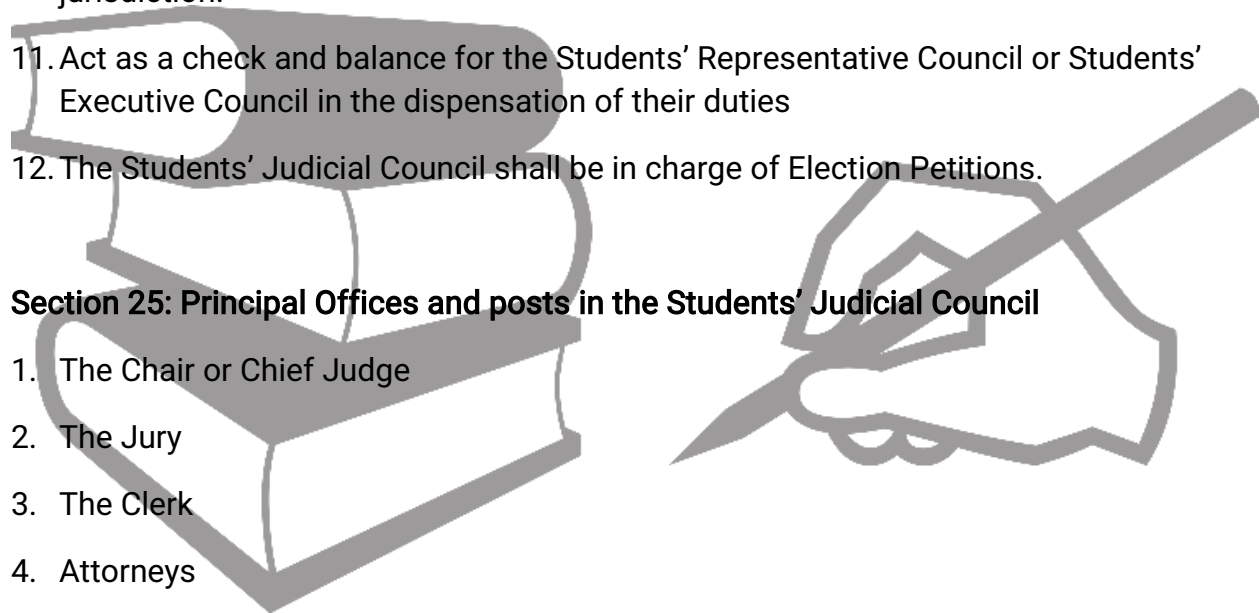 jurisdiction.
11. Act as a check and balance for the Students’ Representative Council or Students’
Executive Council in the dispensation of their duties
12. The Students’ Judicial Council shall be in charge of Election Petitions.
Section 25: Principal Offices and posts in the Students’ Judicial Council
1. The Chair or Chief Judge
2. The Jury
3. The Clerk
4. Attorneys